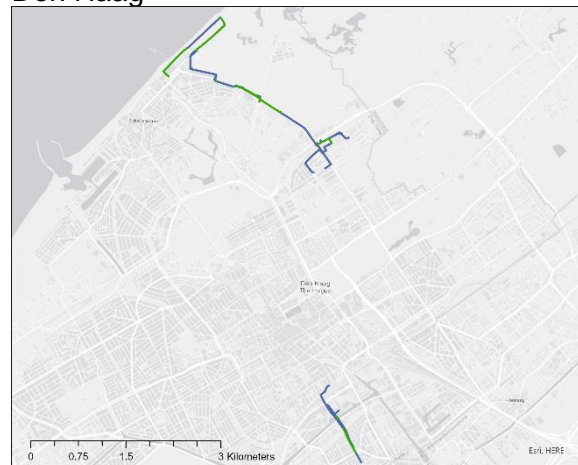 Den Haag
Den Haag
The Hague
0 0.75 1.5 3 Kilometers
Esri, HERE